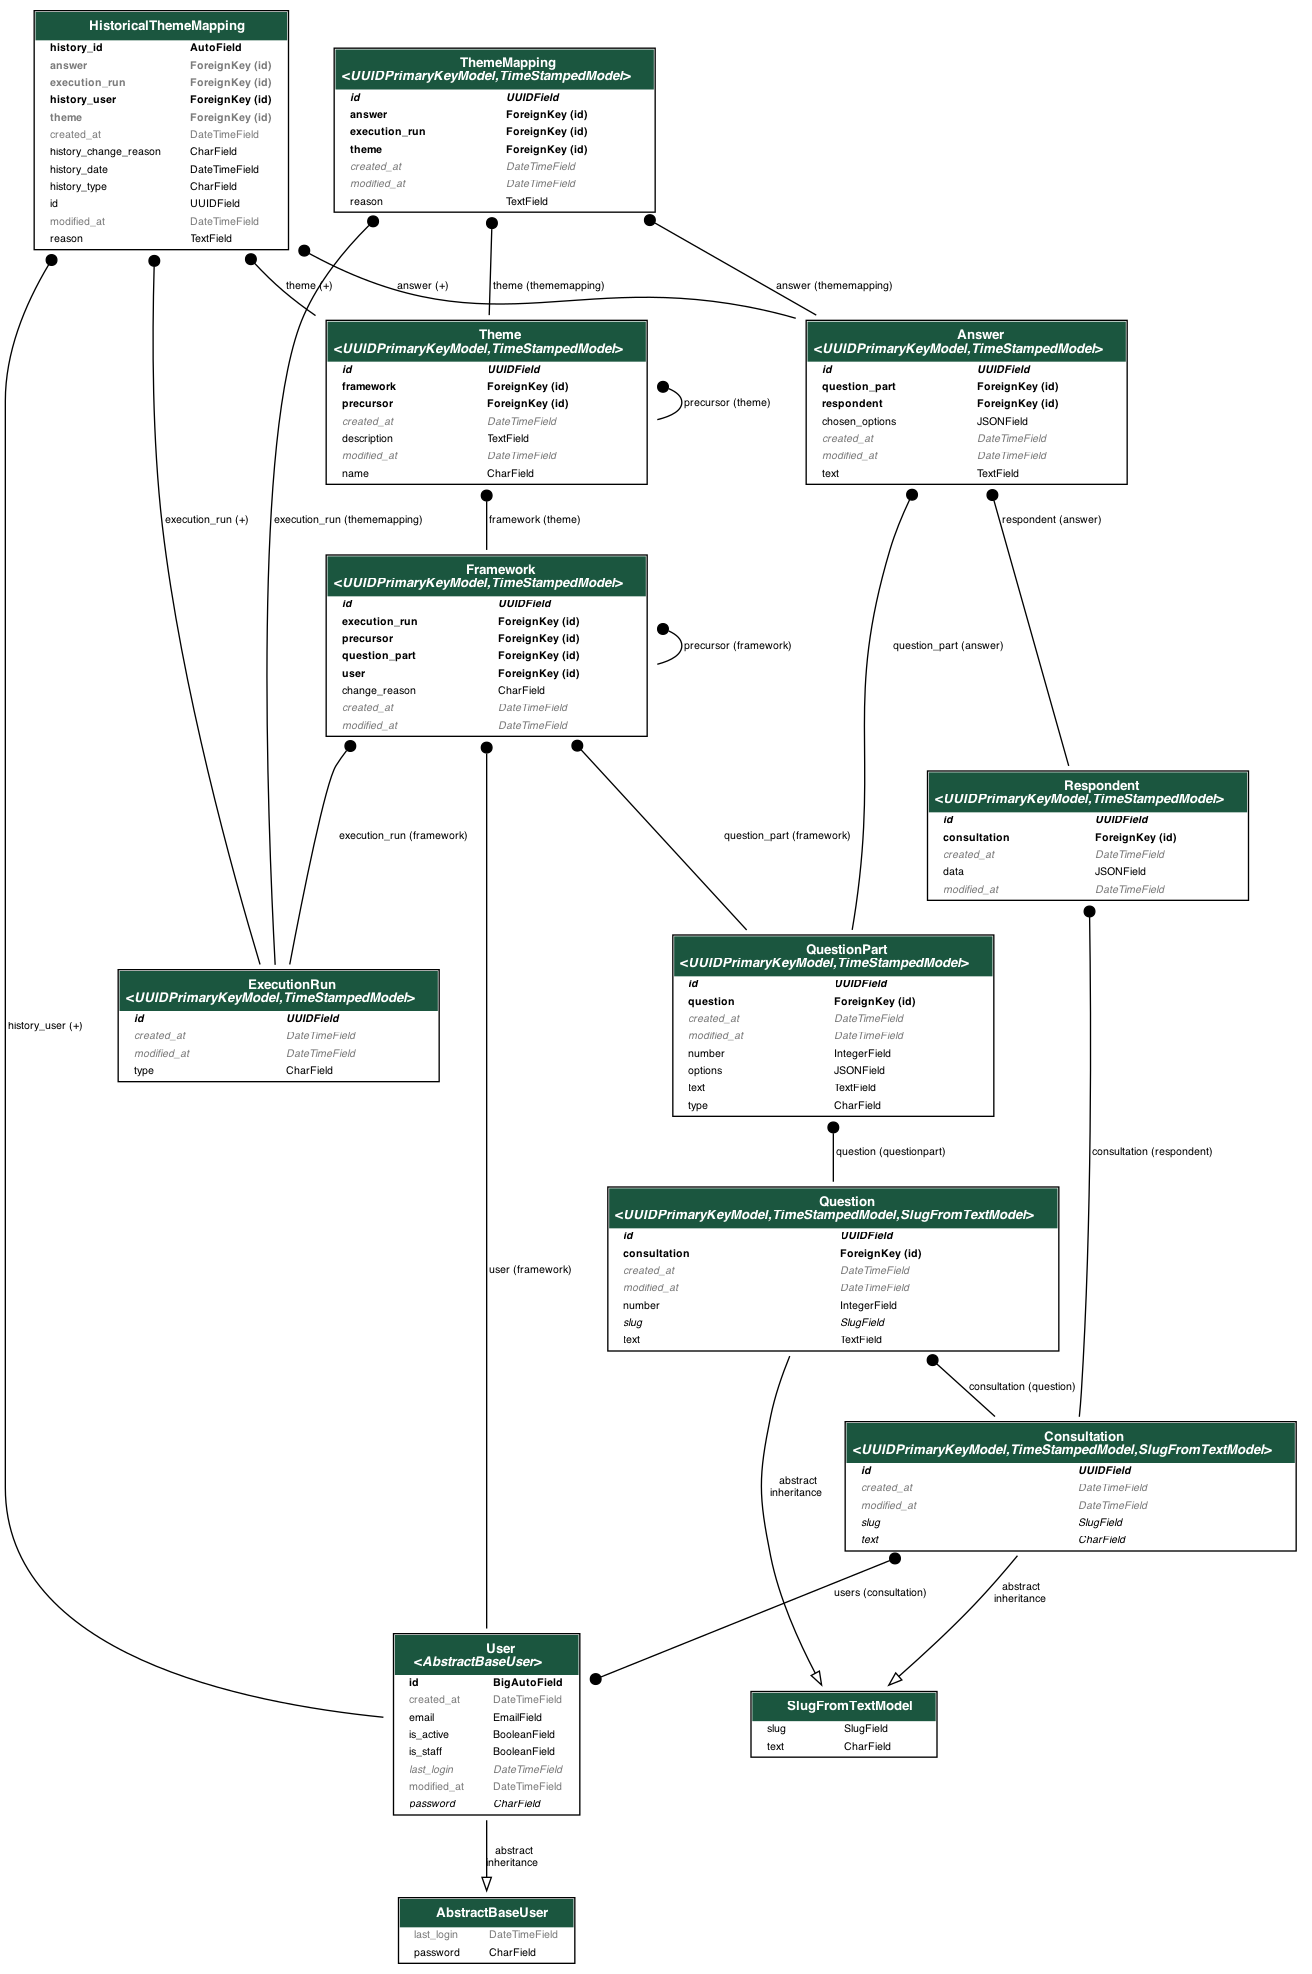 HistoricalThemeMapping
history_id AutoField
answer ForeignKey (id)
execution_run ForeignKey (id)
history_user ForeignKey (id)
theme ForeignKey (id)
created_at DateTimeField
history_change_reason CharField
history_date DateTimeField
history_type CharField
id UUIDField
modified_at DateTimeField
reason TextField
ThemeMapping
<UUIDPrimaryKeyModel,TimeStampedModel>
id UUIDField
answer ForeignKey (id)
execution_run ForeignKey (id)
theme ForeignKey (id)
created_at DateTimeField
modified_at DateTimeField
reason TextField
theme (+)
answer (+)
theme (thememapping)
answer (thememapping)
Theme
<UUIDPrimaryKeyModel,TimeStampedModel>
id UUIDField
framework ForeignKey (id)
precursor ForeignKey (id)
created_at DateTimeField
description TextField
modified_at DateTimeField
name CharField
precursor (theme)
Answer
<UUIDPrimaryKeyModel,TimeStampedModel>
id UUIDField
question_part ForeignKey (id)
respondent ForeignKey (id)
chosen_options JSONField
created_at DateTimeField
modified_at DateTimeField
text TextField
execution_run (+)
execution_run (thememapping)
framework (theme)
respondent (answer)
Framework
<UUIDPrimaryKeyModel,TimeStampedModel>
id UUIDField
execution_run ForeignKey (id)
precursor ForeignKey (id)
question_part ForeignKey (id)
user ForeignKey (id)
change_reason CharField
created_at DateTimeField
modified_at DateTimeField
precursor (framework)
question_part (answer)
execution_run (framework)
question_part (framework)
Respondent
<UUIDPrimaryKeyModel,TimeStampedModel>
id UUIDField
consultation ForeignKey (id)
created_at DateTimeField
data JSONField
modified_at DateTimeField
ExecutionRun
<UUIDPrimaryKeyModel,TimeStampedModel>
id UUIDField
created_at DateTimeField
modified_at DateTimeField
type CharField
history_user (+)
QuestionPart
<UUIDPrimaryKeyModel,TimeStampedModel>
id UUIDField
question ForeignKey (id)
created_at DateTimeField
modified_at DateTimeField
number IntegerField
options JSONField
text TextField
type CharField
question (questionpart)
consultation (respondent)
Question
<UUIDPrimaryKeyModel,TimeStampedModel,SlugFromTextModel>
id UUIDField
consultation ForeignKey (id)
created_at DateTimeField
modified_at DateTimeField
number IntegerField
slug SlugField
text TextField
user (framework)
consultation (question)
Consultation
<UUIDPrimaryKeyModel,TimeStampedModel,SlugFromTextModel>
id UUIDField
created_at DateTimeField
modified_at DateTimeField
slug SlugField
text CharField
abstract
inheritance
users (consultation)
abstract
inheritance
User
<AbstractBaseUser>
id BigAutoField
created_at DateTimeField
email EmailField
is_active BooleanField
is_staff BooleanField
last_login DateTimeField
modified_at DateTimeField
password CharField
SlugFromTextModel
slug SlugField
text CharField
abstract
inheritance
AbstractBaseUser
last_login DateTimeField
password CharField